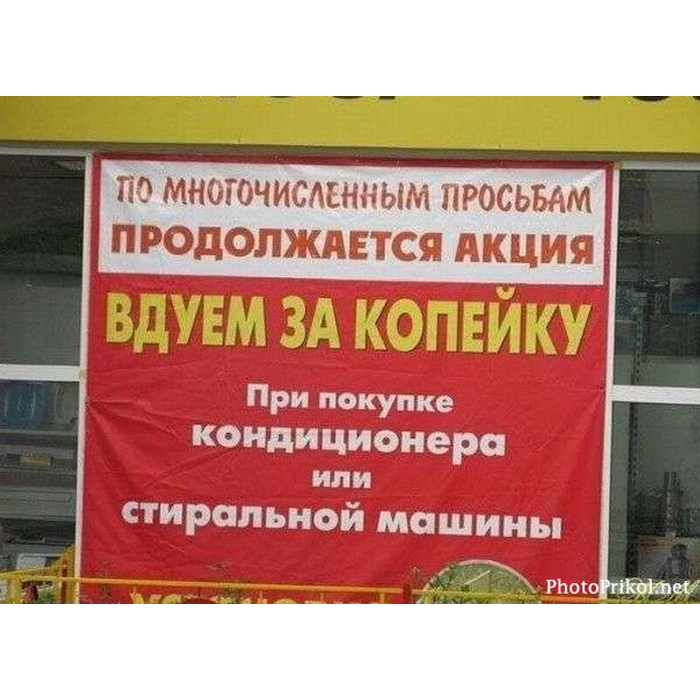 ПО МНОГОЧИСЛЕННЫМ ПРОСЬБАМ
ПРОДОЛЖАЕТСЯ АКЦИЯ
ВДУЕМ ЗА КОПЕЙКУ
При покупке
кондиционера
или
стиральной машины
PhotoPrikol.net